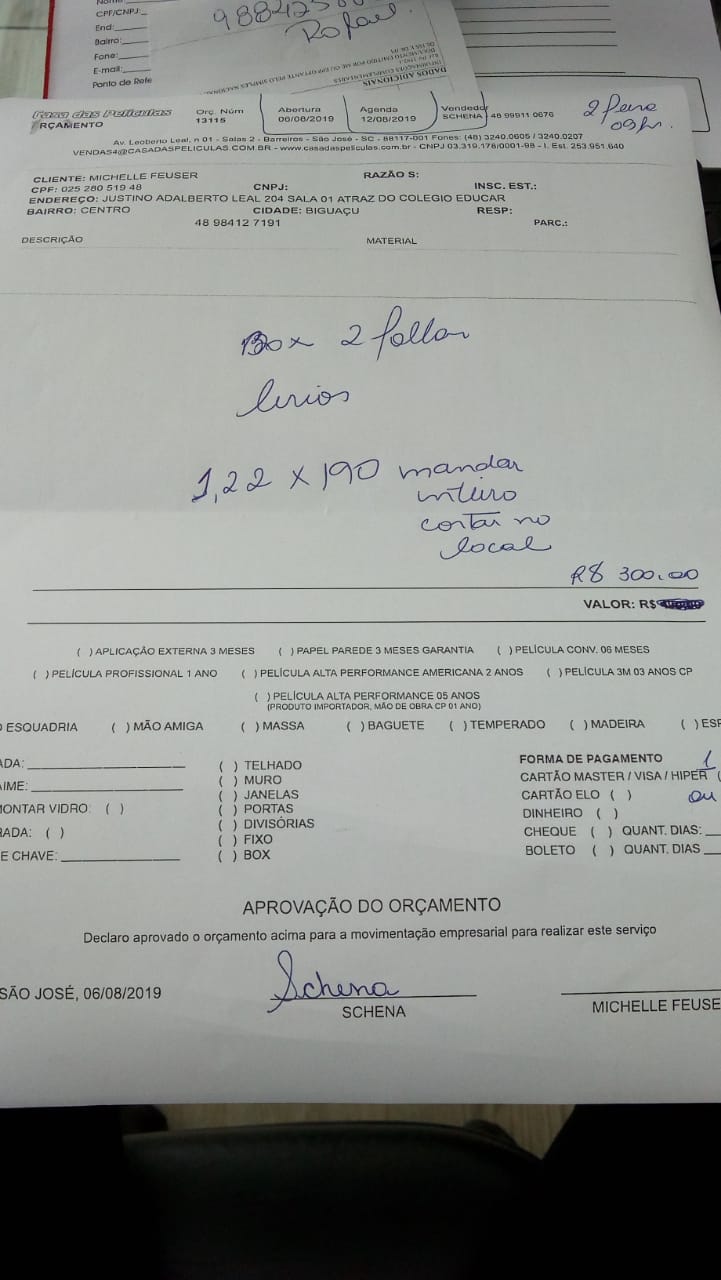 CPF/CNPJ:
End:
Bairro:
Fone:
E-mail:
Ponto de Refe
Rafael
DADOS ADICIONAIS
INFORMAÇÕES COMPLEMENTARES
Casa das Películas
RÇAMENTO
Orç. Núm
13115
Abertura
06/08/2019
Agenda
12/08/2019
Vendedor
SCHENA
48 99911 0676
2 feira
09hr.
Av. Leoberto Leal, n 01 - Salas 2 - Barreiros - São José - SC - 88117-001 Fones: (48) 3240.0605 / 3240.0207
VENDAS4@CASADASPELICULAS.COM.BR - www.casadaspeliculas.com.br - CNPJ 03.319.178/0001-98 - I. Est. 253.951.640
CLIENTE: MICHELLE FEUSER RAZÃO S:
CPF: 025 280 519 48 CNPJ: INSC. EST.:
ENDEREÇO: JUSTINO ADALBERTO LEAL 204 SALA 01 ATRAZ DO COLEGIO EDUCAR
BAIRRO: CENTRO CIDADE: BIGUAÇU RESP:
48 98412 7191 PARC.:
DESCRIÇÃO MATERIAL
Box 2 follar
lirios
1,22 x 190 mandar
inteiro
cortar no
local
R$ 300,00
VALOR: R$
( ) APLICAÇÃO EXTERNA 3 MESES ( ) PAPEL PAREDE 3 MESES GARANTIA ( ) PELÍCULA CONV. 06 MESES
( ) PELÍCULA PROFISSIONAL 1 ANO ( ) PELÍCULA ALTA PERFORMANCE AMERICANA 2 ANOS ( ) PELÍCULA 3M 03 ANOS CP
( ) PELÍCULA ALTA PERFORMANCE 05 ANOS
(PRODUTO IMPORTADOR, MÃO DE OBRA CP 01 ANO)
O ESQUADRIA ( ) MÃO AMIGA ( ) MASSA ( ) BAGUETE ( ) TEMPERADO ( ) MADEIRA ( ) ESP
ADA:
AIME:
MONTAR VIDRO: ( )
RADA: ( )
E CHAVE:
( ) TELHADO
( ) MURO
( ) JANELAS
( ) PORTAS
( ) DIVISÓRIAS
( ) FIXO
( ) BOX
FORMA DE PAGAMENTO 1
CARTÃO MASTER / VISA / HIPER (
CARTÃO ELO ( ) ou
DINHEIRO ( )
CHEQUE ( ) QUANT. DIAS:
BOLETO ( ) QUANT. DIAS
APROVAÇÃO DO ORÇAMENTO
Declaro aprovado o orçamento acima para a movimentação empresarial para realizar este serviço
Schena
SÃO JOSÉ, 06/08/2019
SCHENA
MICHELLE FEUSE